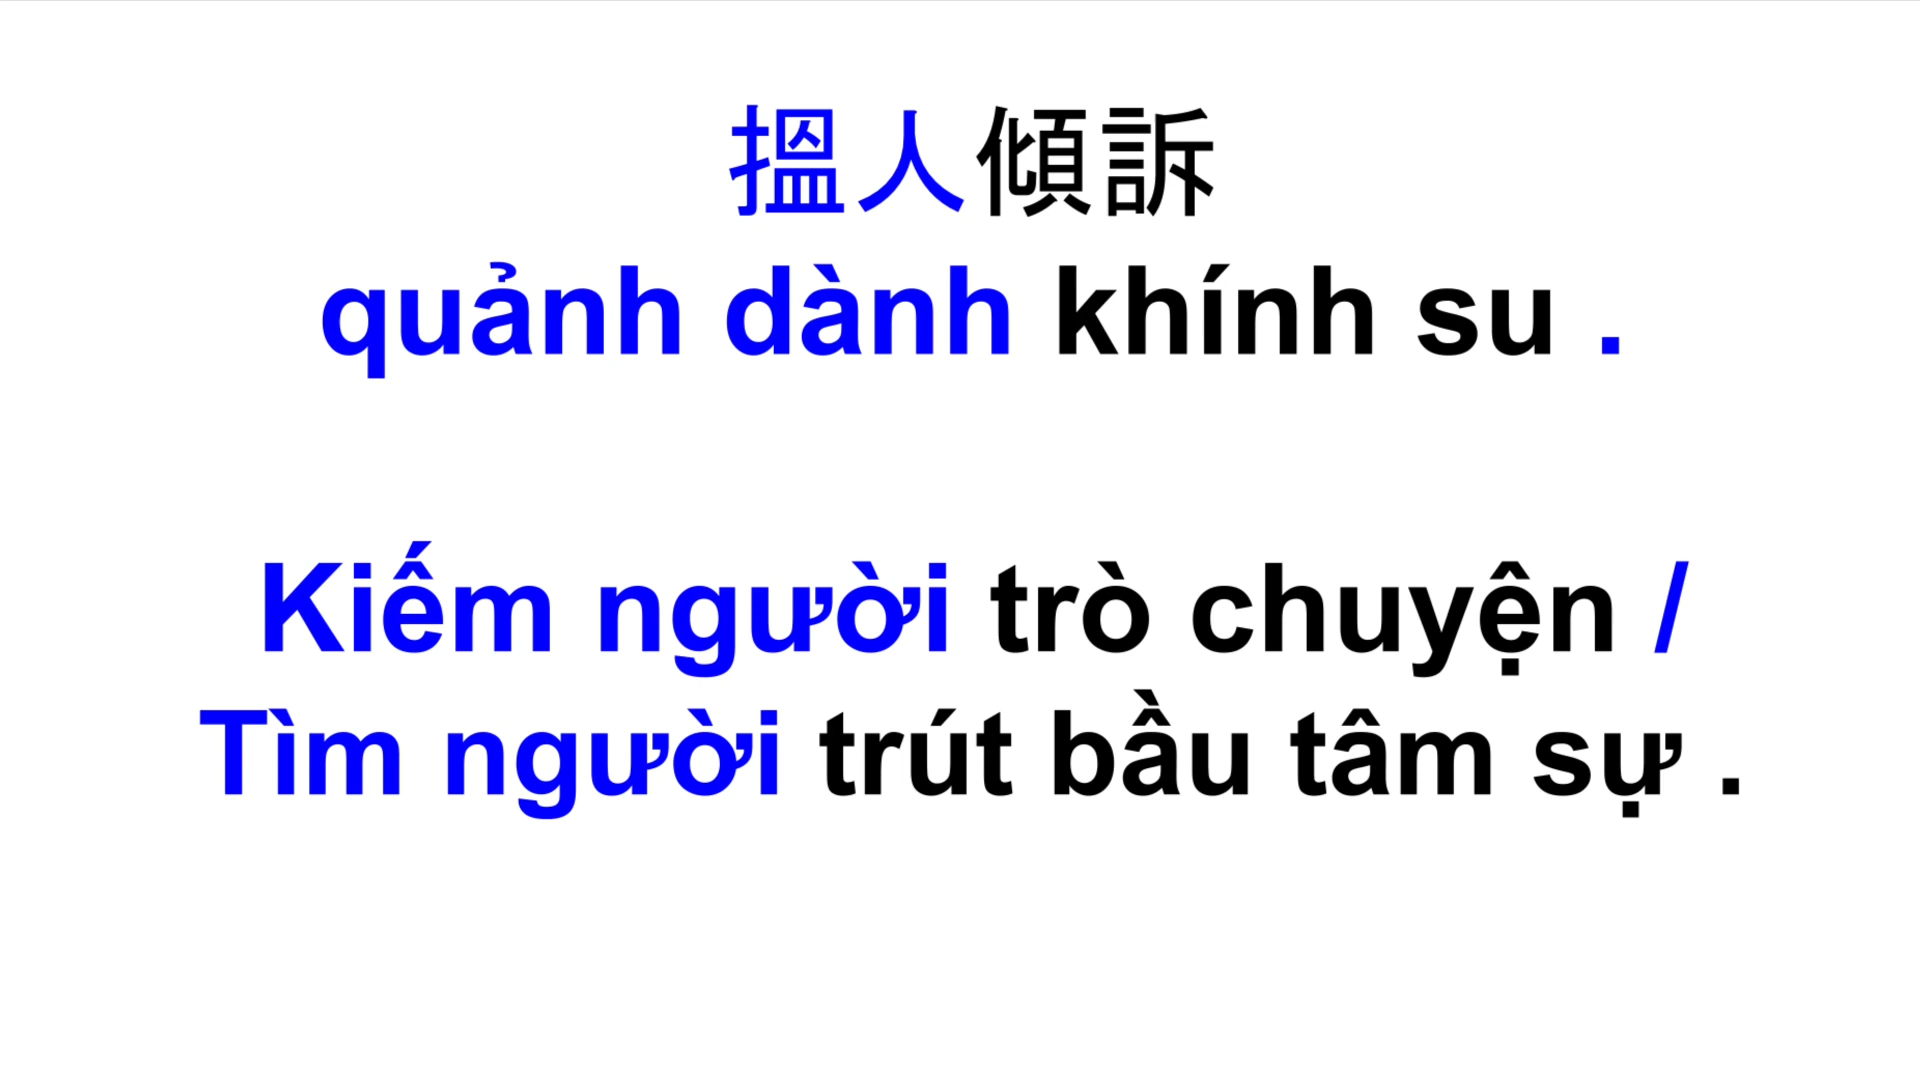 搵人傾訴
quảnh dành khính su .
Kiếm người trò chuyện /
Tìm người trút bầu tâm sự .